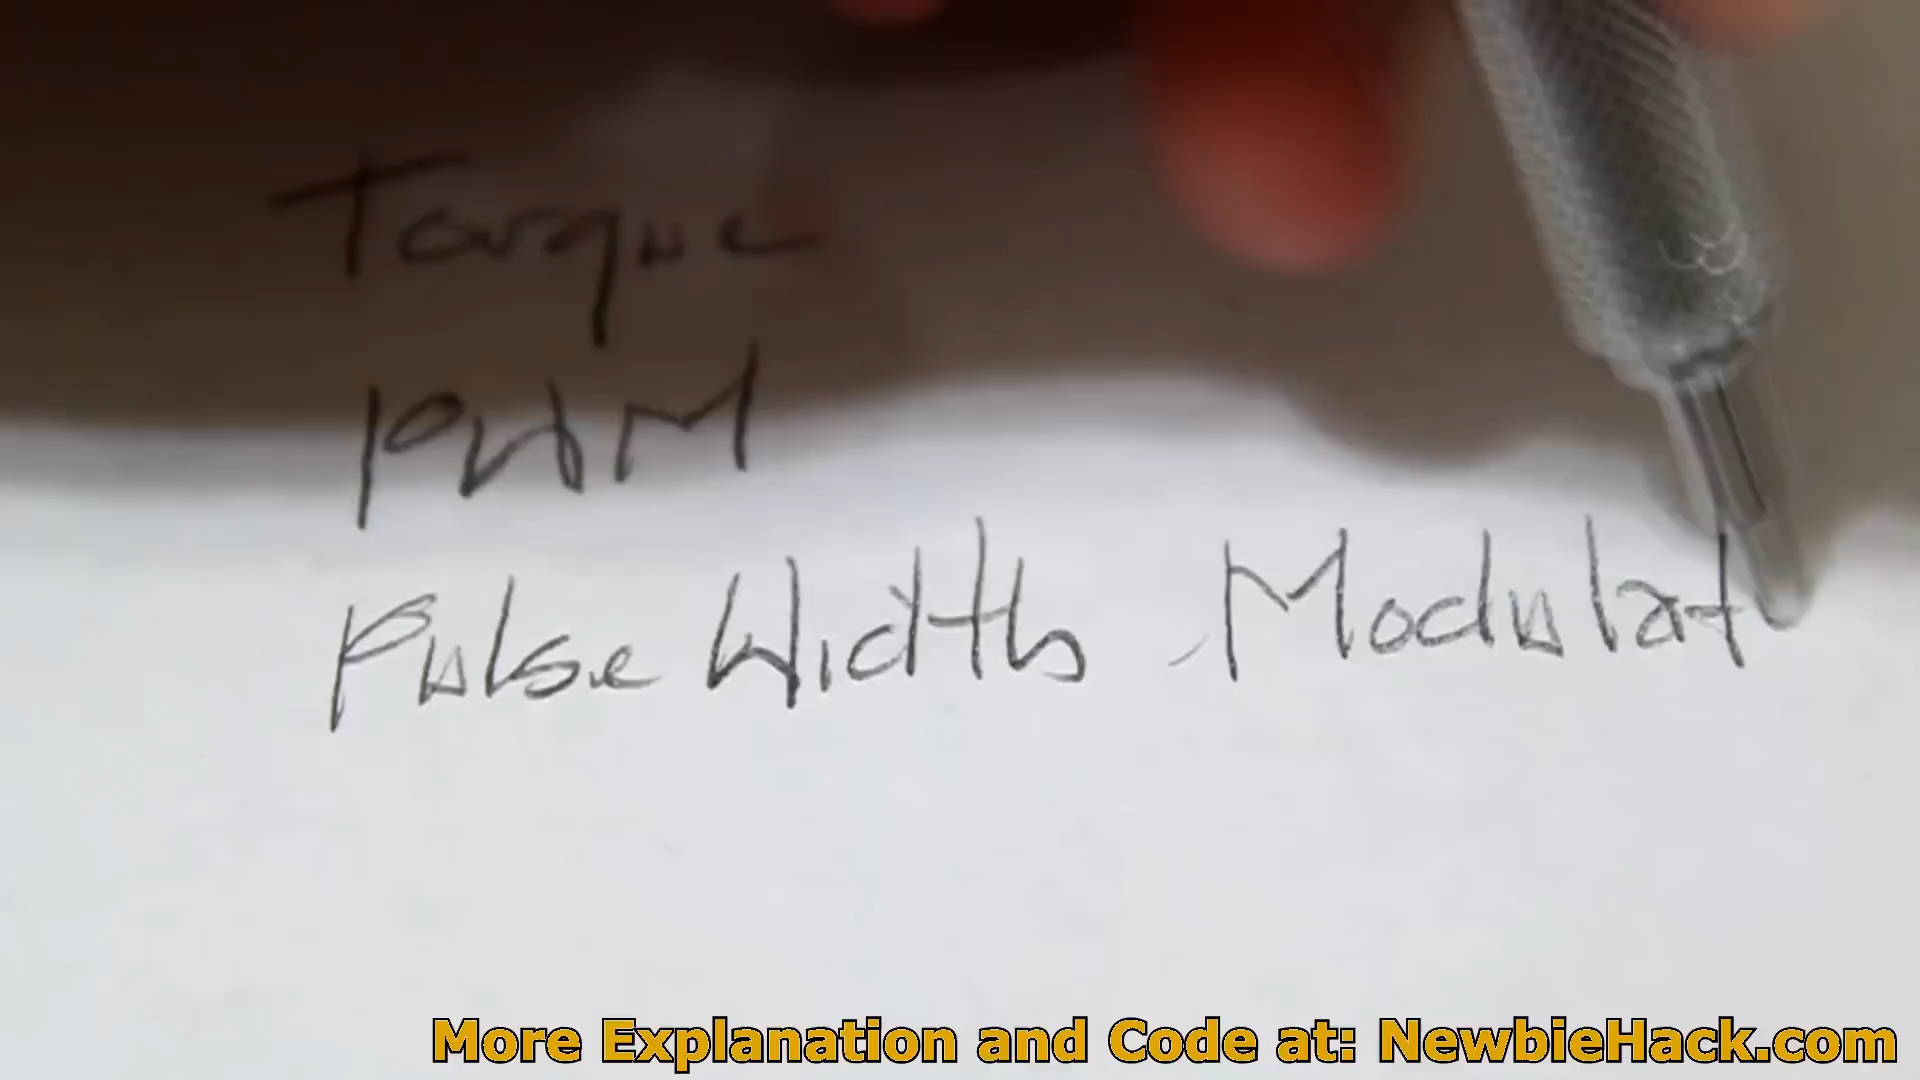 Torque
PWM
Pulse Width Modulat
More Explanation and Code at: NewbieHack.com